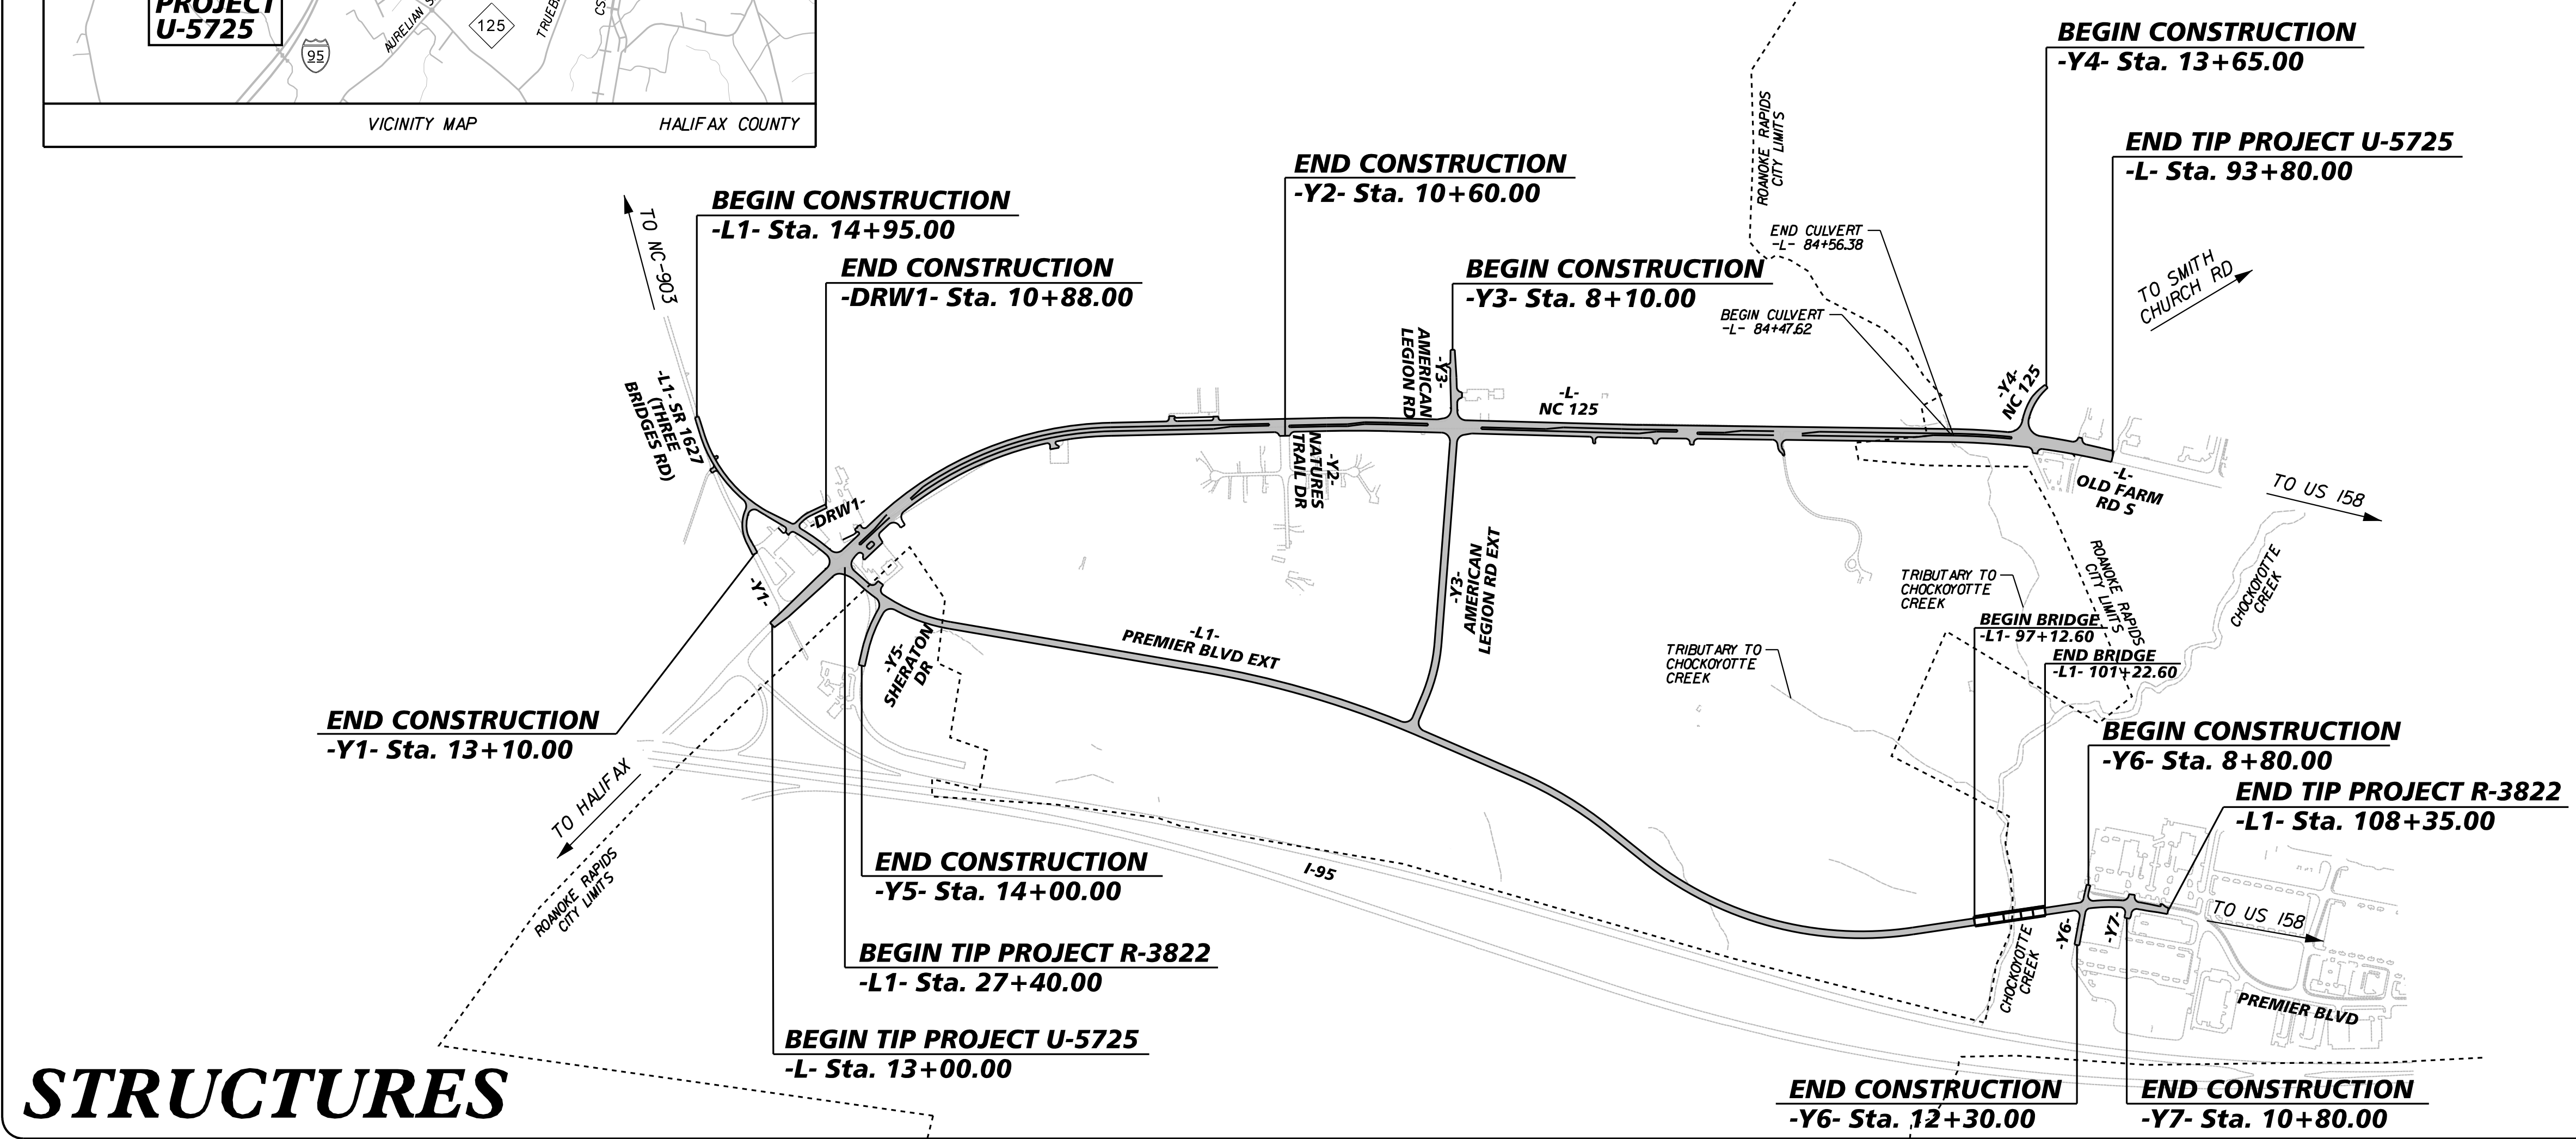 PROJECT
U-5725
95
AURELIAN S
125
TRUEB
CS
VICINITY MAP
HALIFAX COUNTY
BEGIN CONSTRUCTION
-Y4- Sta. 13+65.00
END TIP PROJECT U-5725
-L- Sta. 93+80.00
END CONSTRUCTION
-Y2- Sta. 10+60.00
BEGIN CONSTRUCTION
-L1- Sta. 14+95.00
END CONSTRUCTION
-DRW1- Sta. 10+88.00
BEGIN CONSTRUCTION
-Y3- Sta. 8+10.00
ROANOKE RAPIDS
CITY LIMITS
END CULVERT
-L- 84+56.38
BEGIN CULVERT
-L- 84+47.62
TO SMITH
CHURCH RD
TO NC-903
-L1- SR 1627
(THREE
BRIDGES RD)
-DRW1-
-Y1-
AMERICAN
LEGION RD
-Y3-
-L-
NC 125
-Y4-
NC 125
-Y2-
NATURES
TRAIL DR
-L-
OLD FARM
RD S
TO US 158
-Y3-
AMERICAN
LEGION RD EXT
ROANOKE RAPIDS
CITY LIMITS
CHOCKOYOTTE
CREEK
TRIBUTARY TO
CHOCKOYOTTE
CREEK
BEGIN BRIDGE
-L1- 97+12.60
END BRIDGE
-L1- 101+22.60
TRIBUTARY TO
CHOCKOYOTTE
CREEK
-L1-
PREMIER BLVD EXT
-Y5-
SHERATON
DR
END CONSTRUCTION
-Y1- Sta. 13+10.00
TO HALIFAX
ROANOKE RAPIDS
CITY LIMITS
BEGIN CONSTRUCTION
-Y6- Sta. 8+80.00
END TIP PROJECT R-3822
-L1- Sta. 108+35.00
I-95
END CONSTRUCTION
-Y5- Sta. 14+00.00
BEGIN TIP PROJECT R-3822
-L1- Sta. 27+40.00
BEGIN TIP PROJECT U-5725
-L- Sta. 13+00.00
CHOCKOYOTTE
CREEK
-Y6-
-Y7-
TO US 158
PREMIER BLVD
END CONSTRUCTION
-Y6- Sta. 12+30.00
END CONSTRUCTION
-Y7- Sta. 10+80.00
STRUCTURES